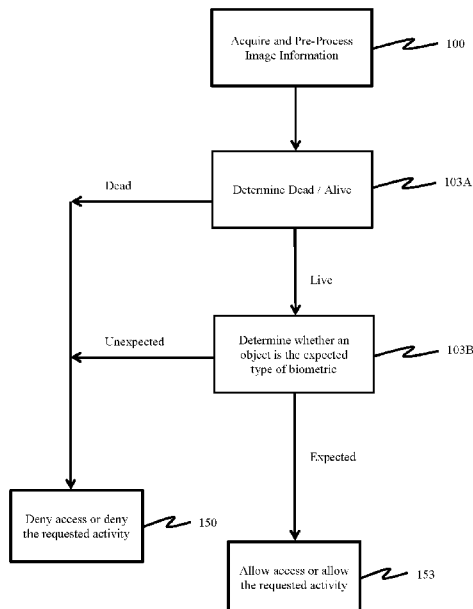 Acquire and Pre-Process
Image Information
100
Determine Dead / Alive
103A
Dead
Live
Determine whether an
object is the expected
type of biometric
103B
Unexpected
Expected
Deny access or deny
the requested activity
150
Allow access or allow
the requested activity
153